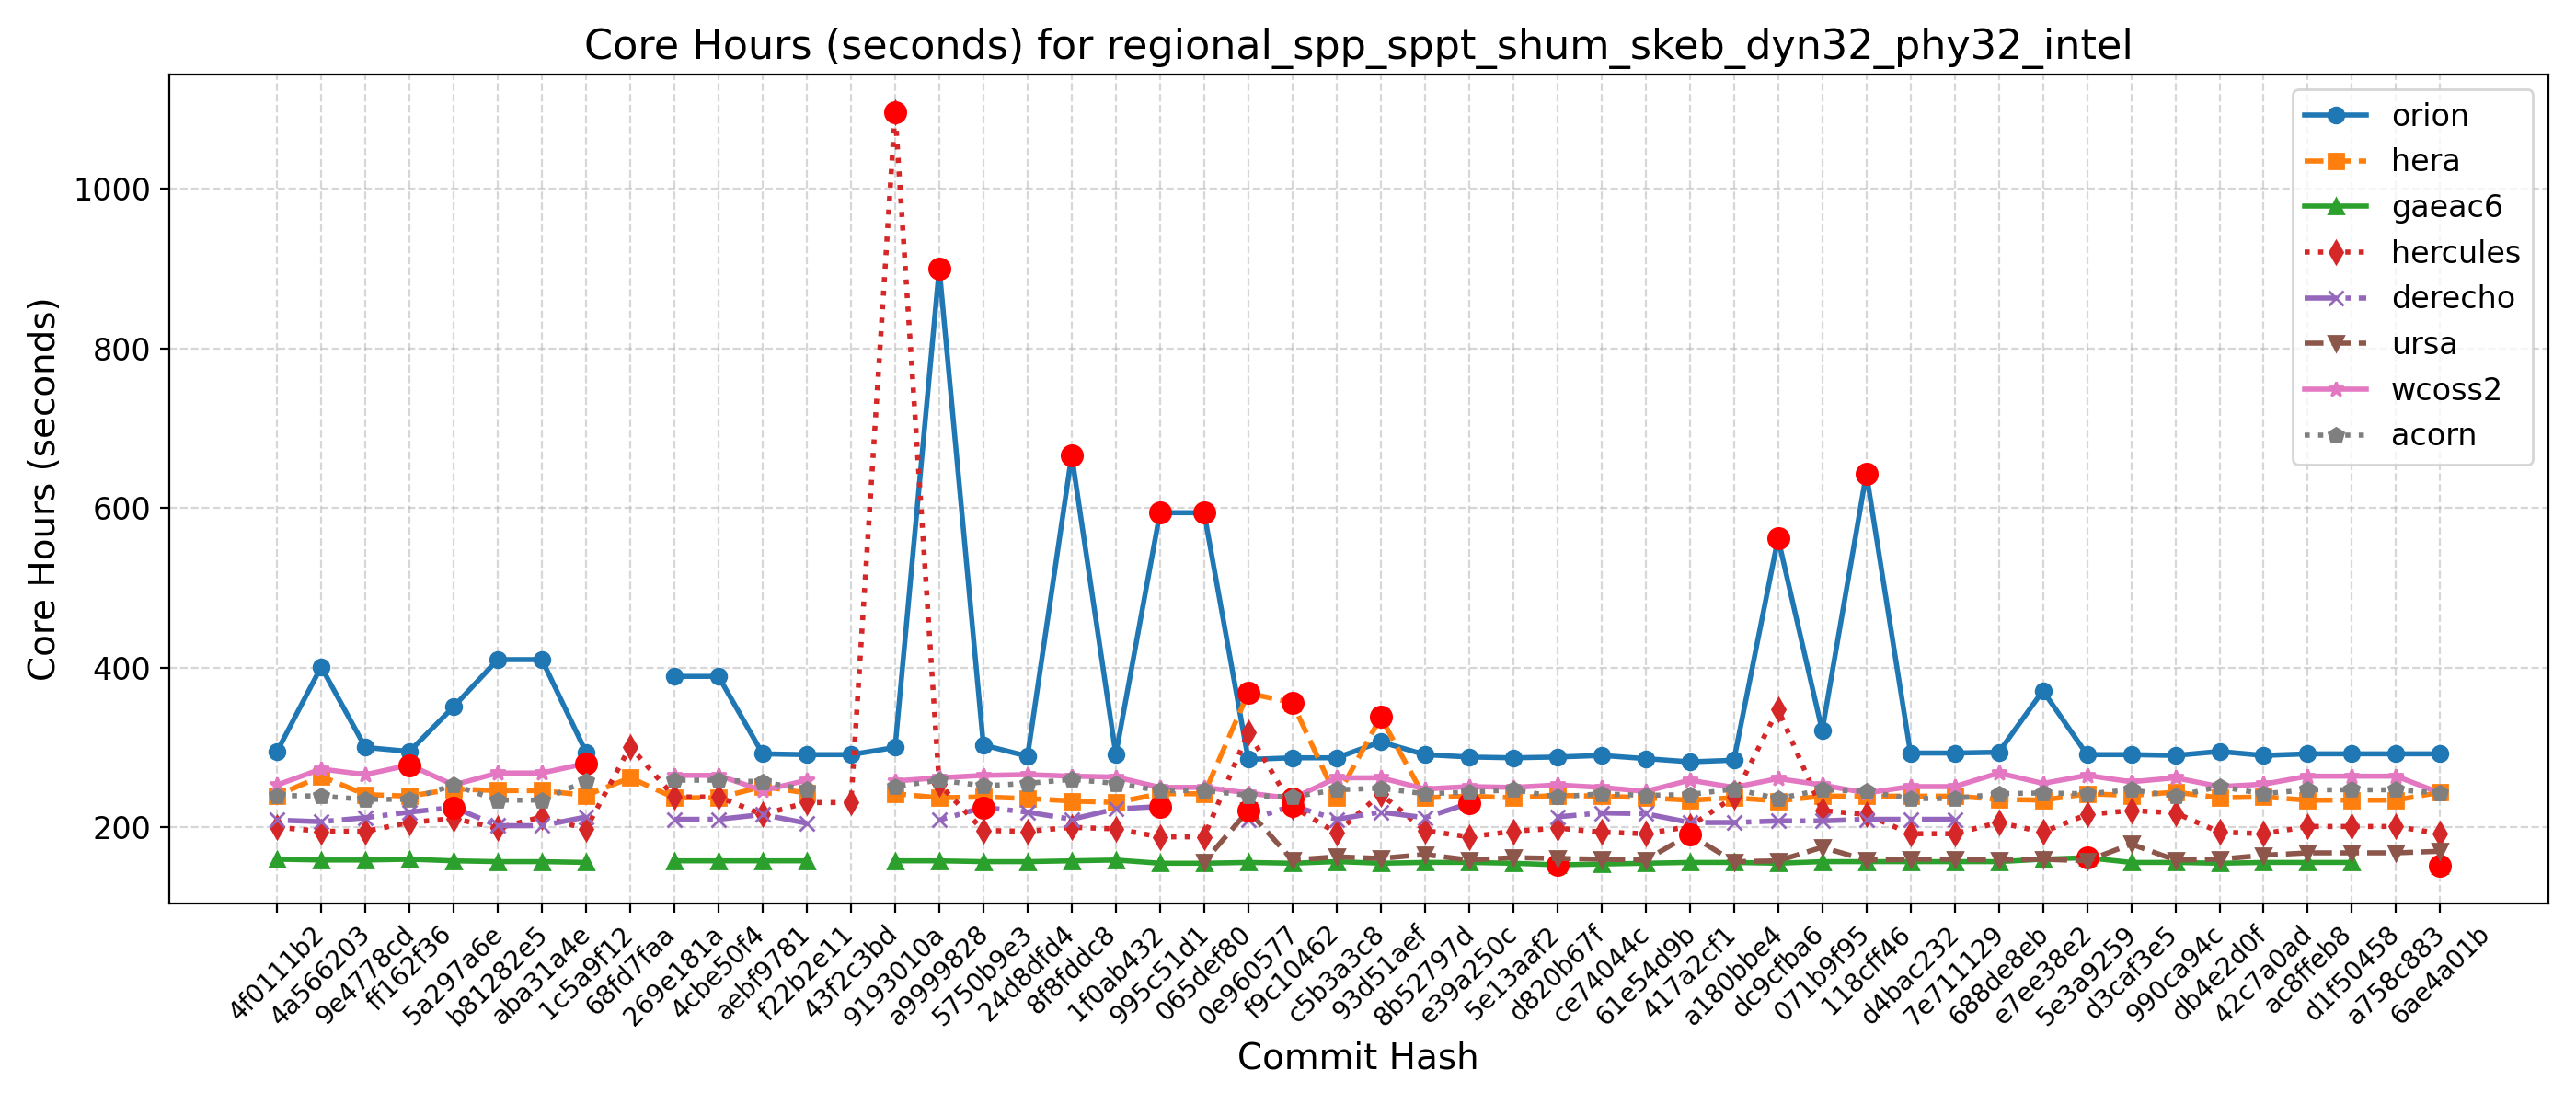 Core Hours (seconds) for regional_spp_sppt_shum_skeb_dyn32_phy32_intel
Core Hours (seconds)
1000
800
600
400
200
orion
hera
gaeac6
hercules
derecho
ursa
wcoss2
acorn
4f0111b2
4a566203
9e4778cd
ff162f36
5a297a6e
b81282e5
aba31a4e
1c5a9f12
68fd7faa
269e181a
4cbe50f4
aebf9781
f22b2e11
43f2c3bd
9193010a
a9999828
5750b9e3
24d8dfd4
8f8fddc8
1f0ab432
995c51d1
065def80
0e960577
f9c10462
c5b3a3c8
93d51aef
8b52797d
e39a250c
5e13aaf2
d820b67f
ce74044c
61e54d9b
417a2cf1
a180bbe4
dc9cfba6
071b9f95
118cff46
d4bac232
7e711129
688de8eb
e7ee38e2
5e3a9259
d3caf3e5
990ca94c
db4e2d0f
42c7a0ad
ac8ffeb8
d1f50458
a758c883
6ae4a01b
Commit Hash